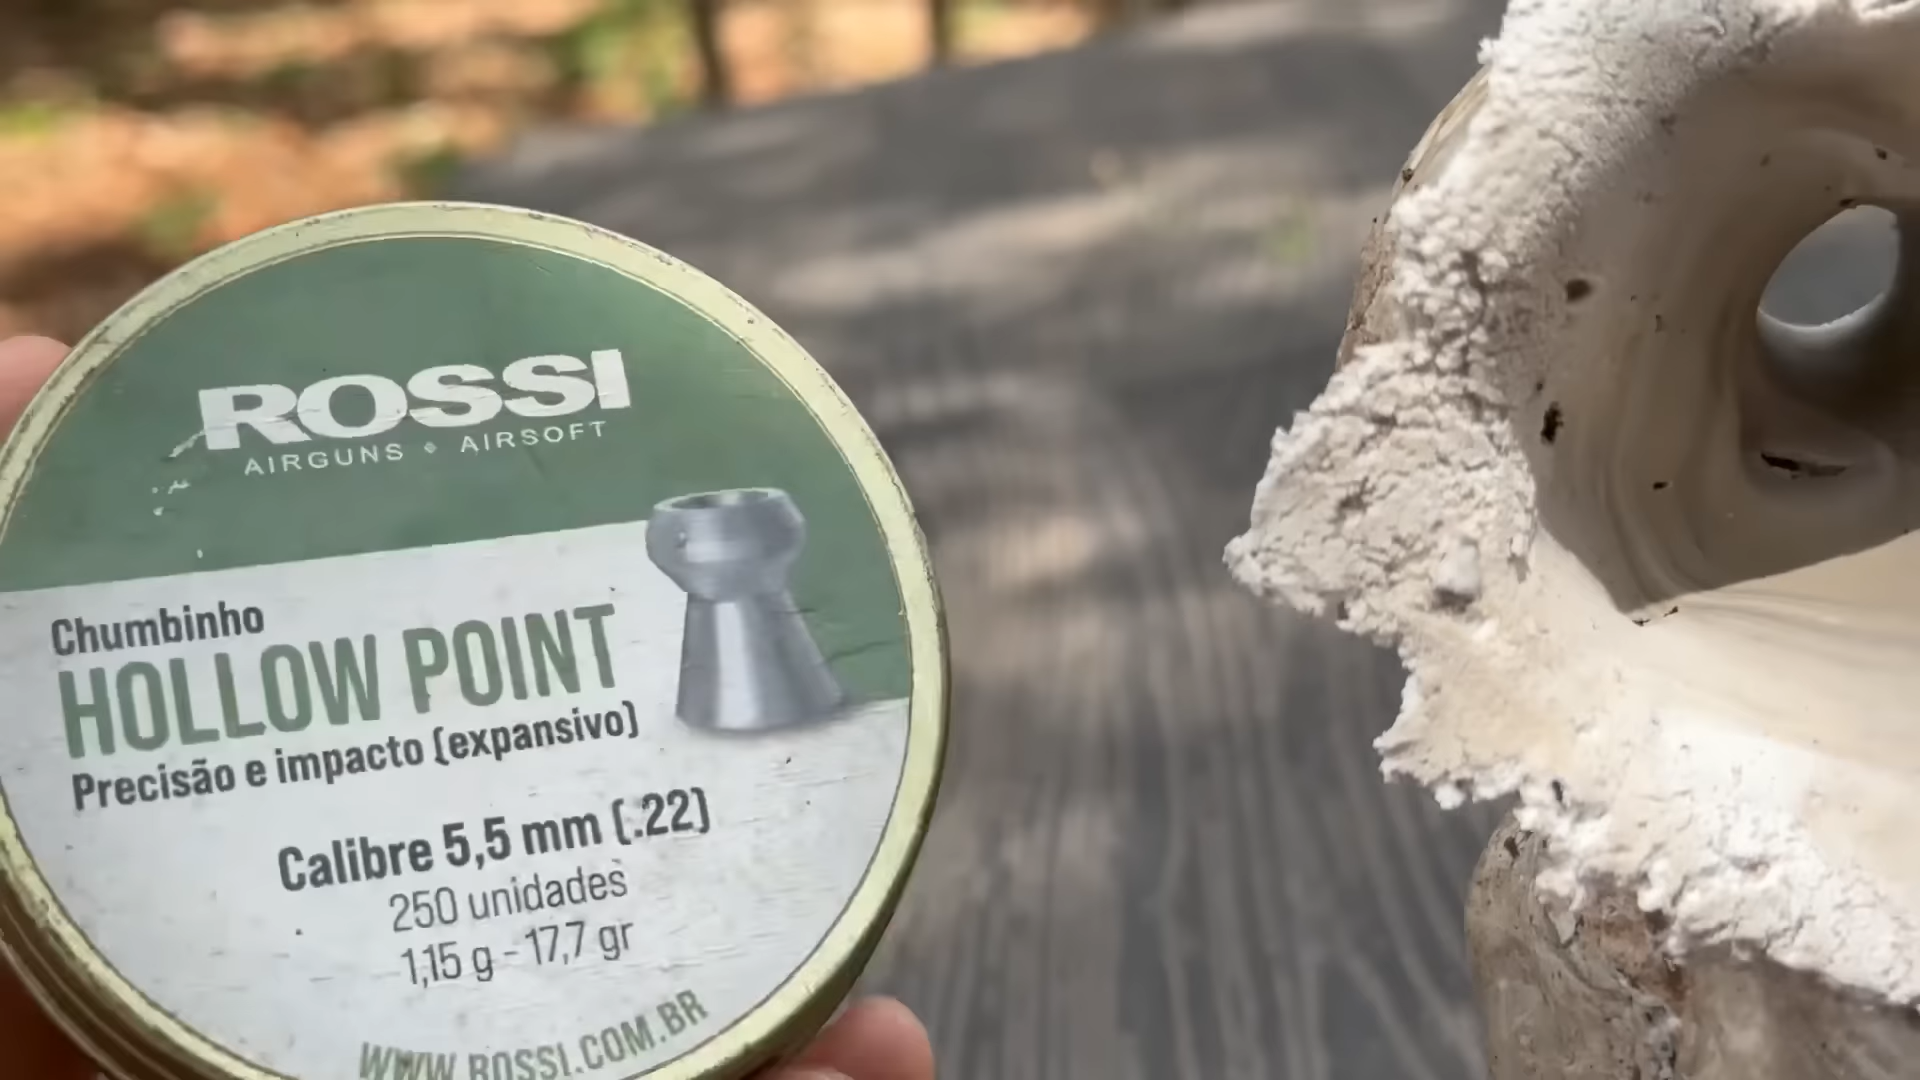 ROSSI
AIRGUNS • AIRSOFT
Chumbinho
HOLLOW POINT
Precisão e impacto (expansivo)
Calibre 5,5 mm (.22)
250 unidades
1,15 g - 17,7 gr
WWW.ROSSI.COM.BR